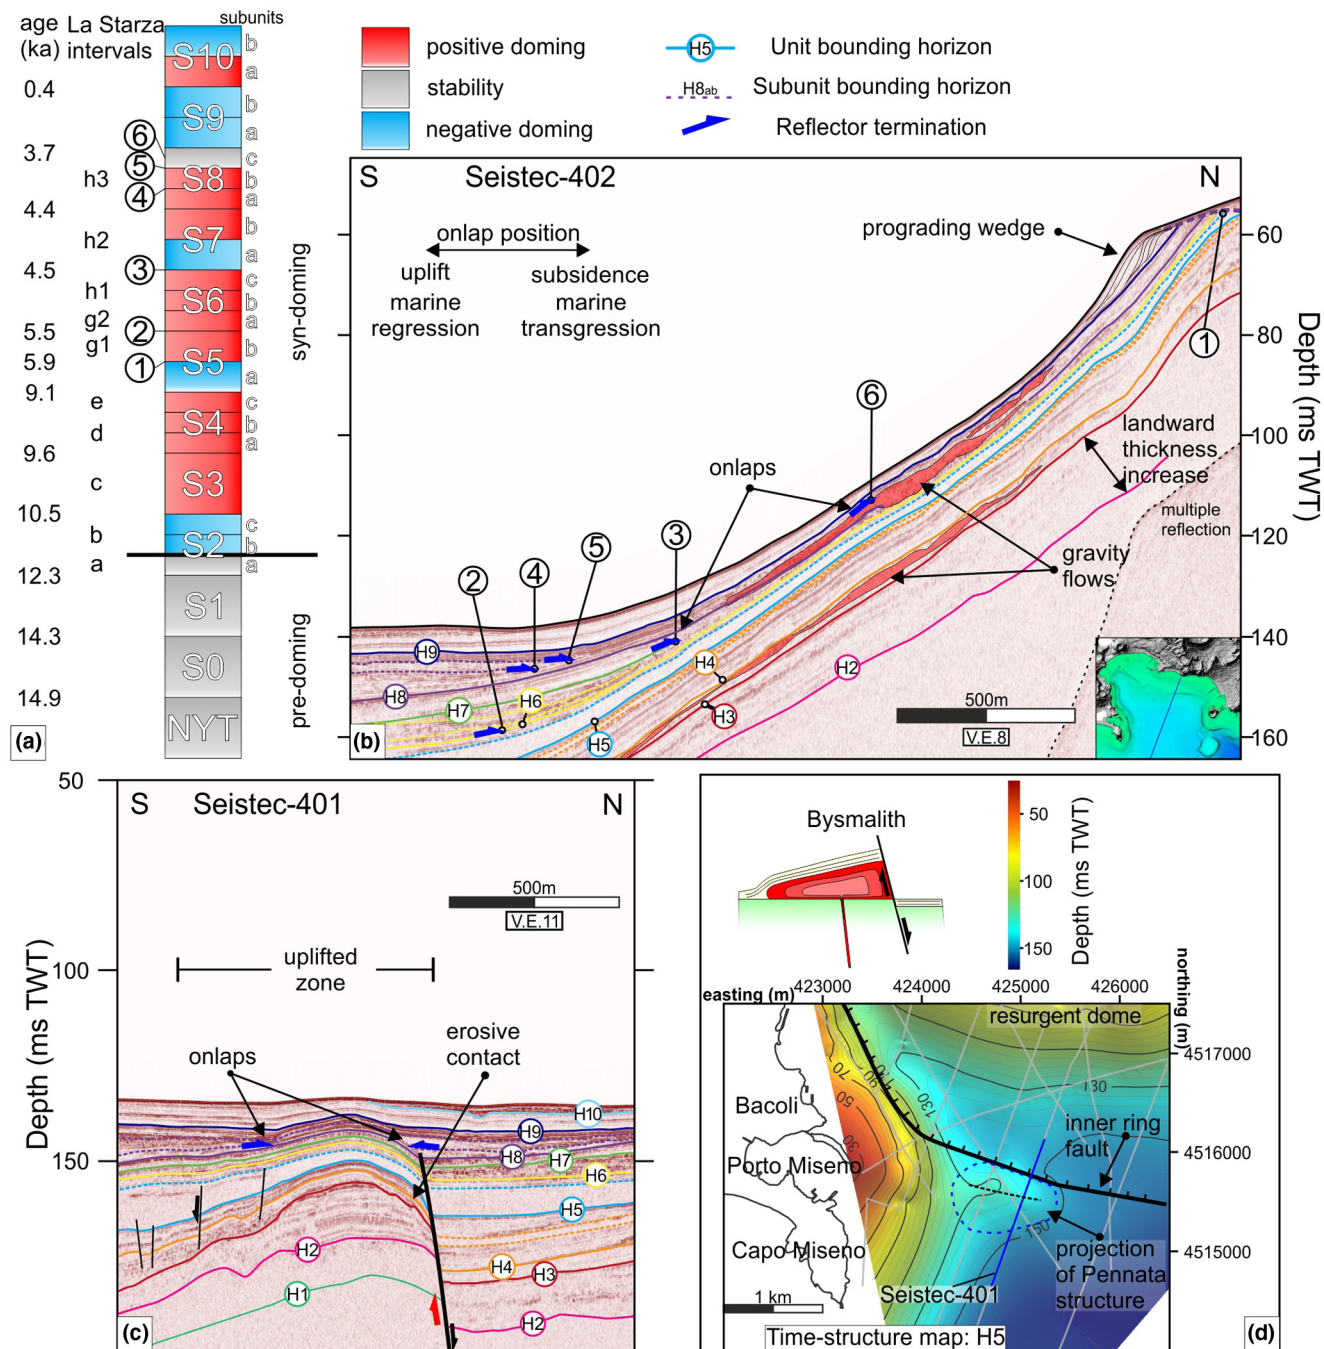 age
(ka)
La Starza
intervals
subunits
S10
b
a
0.4
S9
b
a
3.7
6
5
4
h3
S8
c
b
a
4.4
h2
S7
b
a
4.5
3
h1
S6
c
b
a
g2
5.5
2
g1
S5
b
a
5.9
1
9.1
e
d
S4
c
b
a
9.6
c
S3
10.5
b
S2
c
b
a
a
12.3
S1
14.3
S0
14.9
NYT
syn-doming
pre-doming
(a)
positive doming
stability
negative doming
H5
Unit bounding horizon
H8ab
Subunit bounding horizon
Reflector termination
S
Seistec-402
N
onlap position
uplift
marine
regression
subsidence
marine
transgression
prograding wedge
1
6
onlaps
landward
thickness
increase
multiple
reflection
gravity
flows
3
5
4
2
H9
H8
H7
H6
H5
H4
H3
H2
500m
V.E.8
60
80
100
120
140
160
Depth (ms TWT)
(b)
50
100
150
Depth (ms TWT)
S
Seistec-401
N
500m
V.E.11
uplifted
zone
erosive
contact
onlaps
H10
H9
H8
H7
H6
H5
H4
H3
H2
H2
H1
(c)
Bysmalith
50
100
150
Depth (ms TWT)
easting (m)
423000
424000
425000
426000
northing (m)
4517000
4516000
4515000
resurgent dome
130
110
90
70
50
30
130
150
Bacoli
Porto Miseno
Capo Miseno
inner ring
fault
projection
of Pennata
structure
Seistec-401
1 km
Time-structure map: H5
(d)